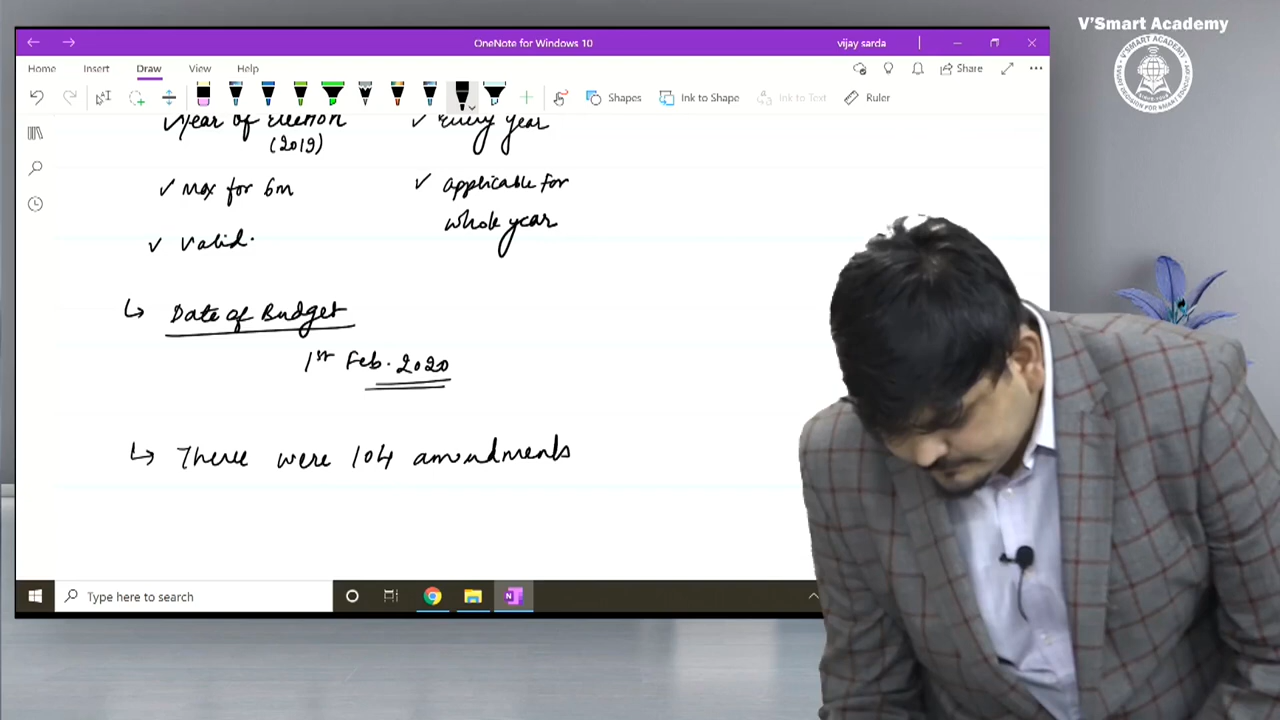 V'Smart Academy
OneNote for Windows 10
vijay sarda
Home Insert Draw View Help
Share
Shapes Ink to Shape Ink to Text Ruler
Year of Election
(2019)
✓ Every year
✓ Max for 6m
✓ applicable for
whole year
✓ Valid.
↳ Date of Budget
1st Feb. 2020
↳ There were 104 amendments
Type here to search